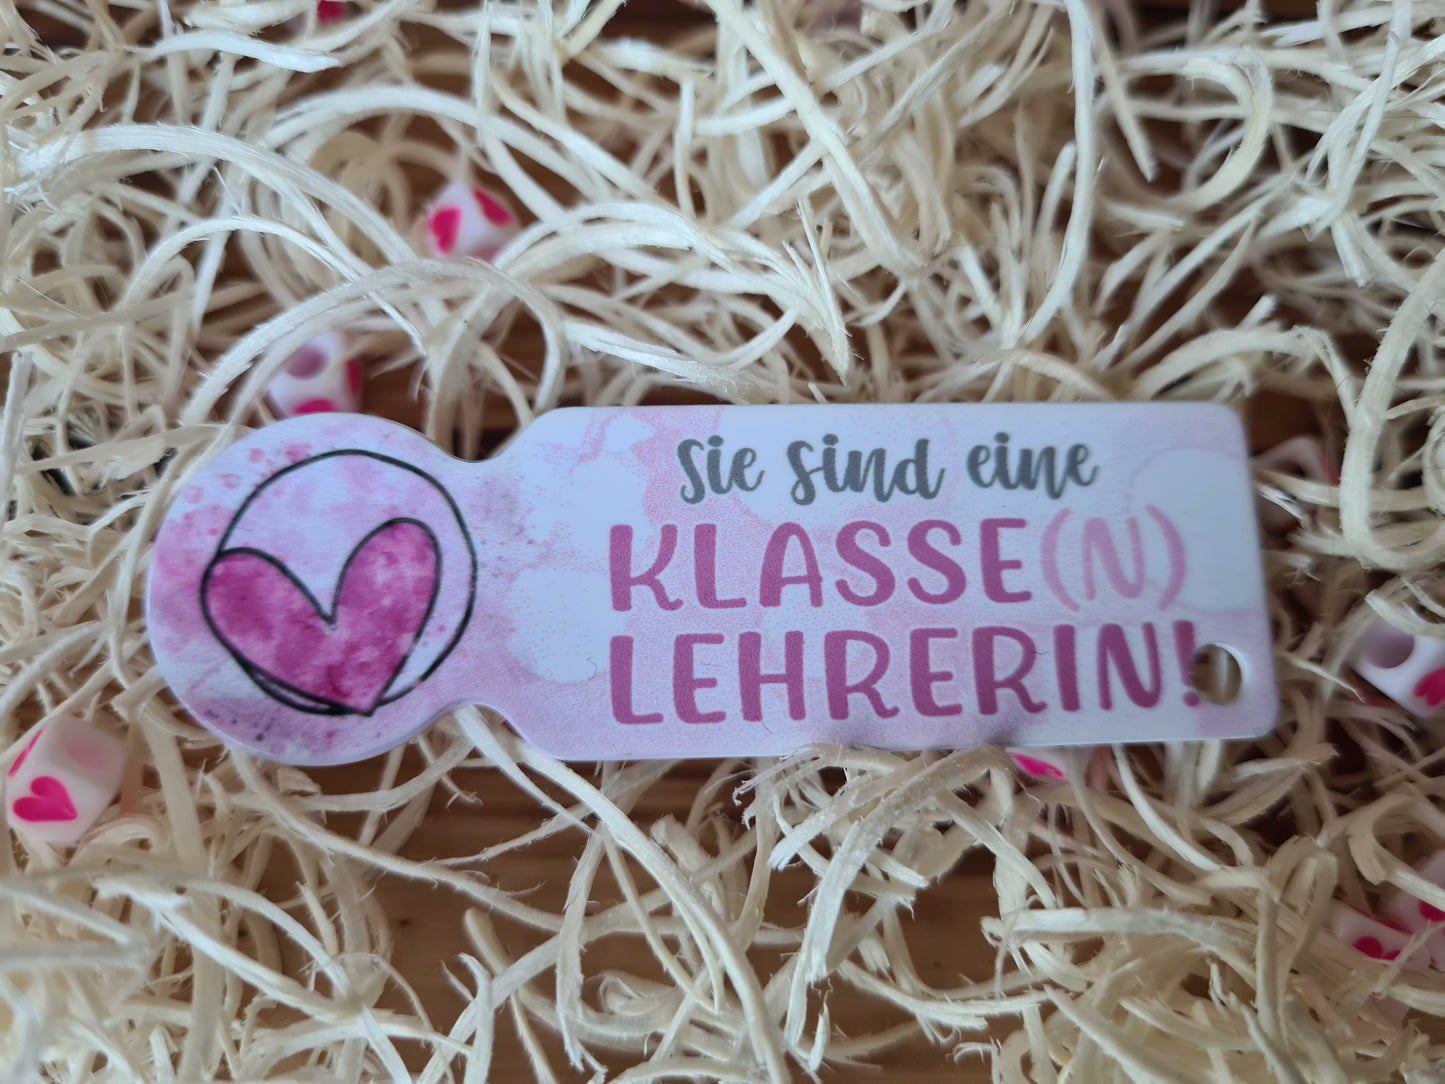 Sie sind eine
KLASSE(N)
LEHRERIN!